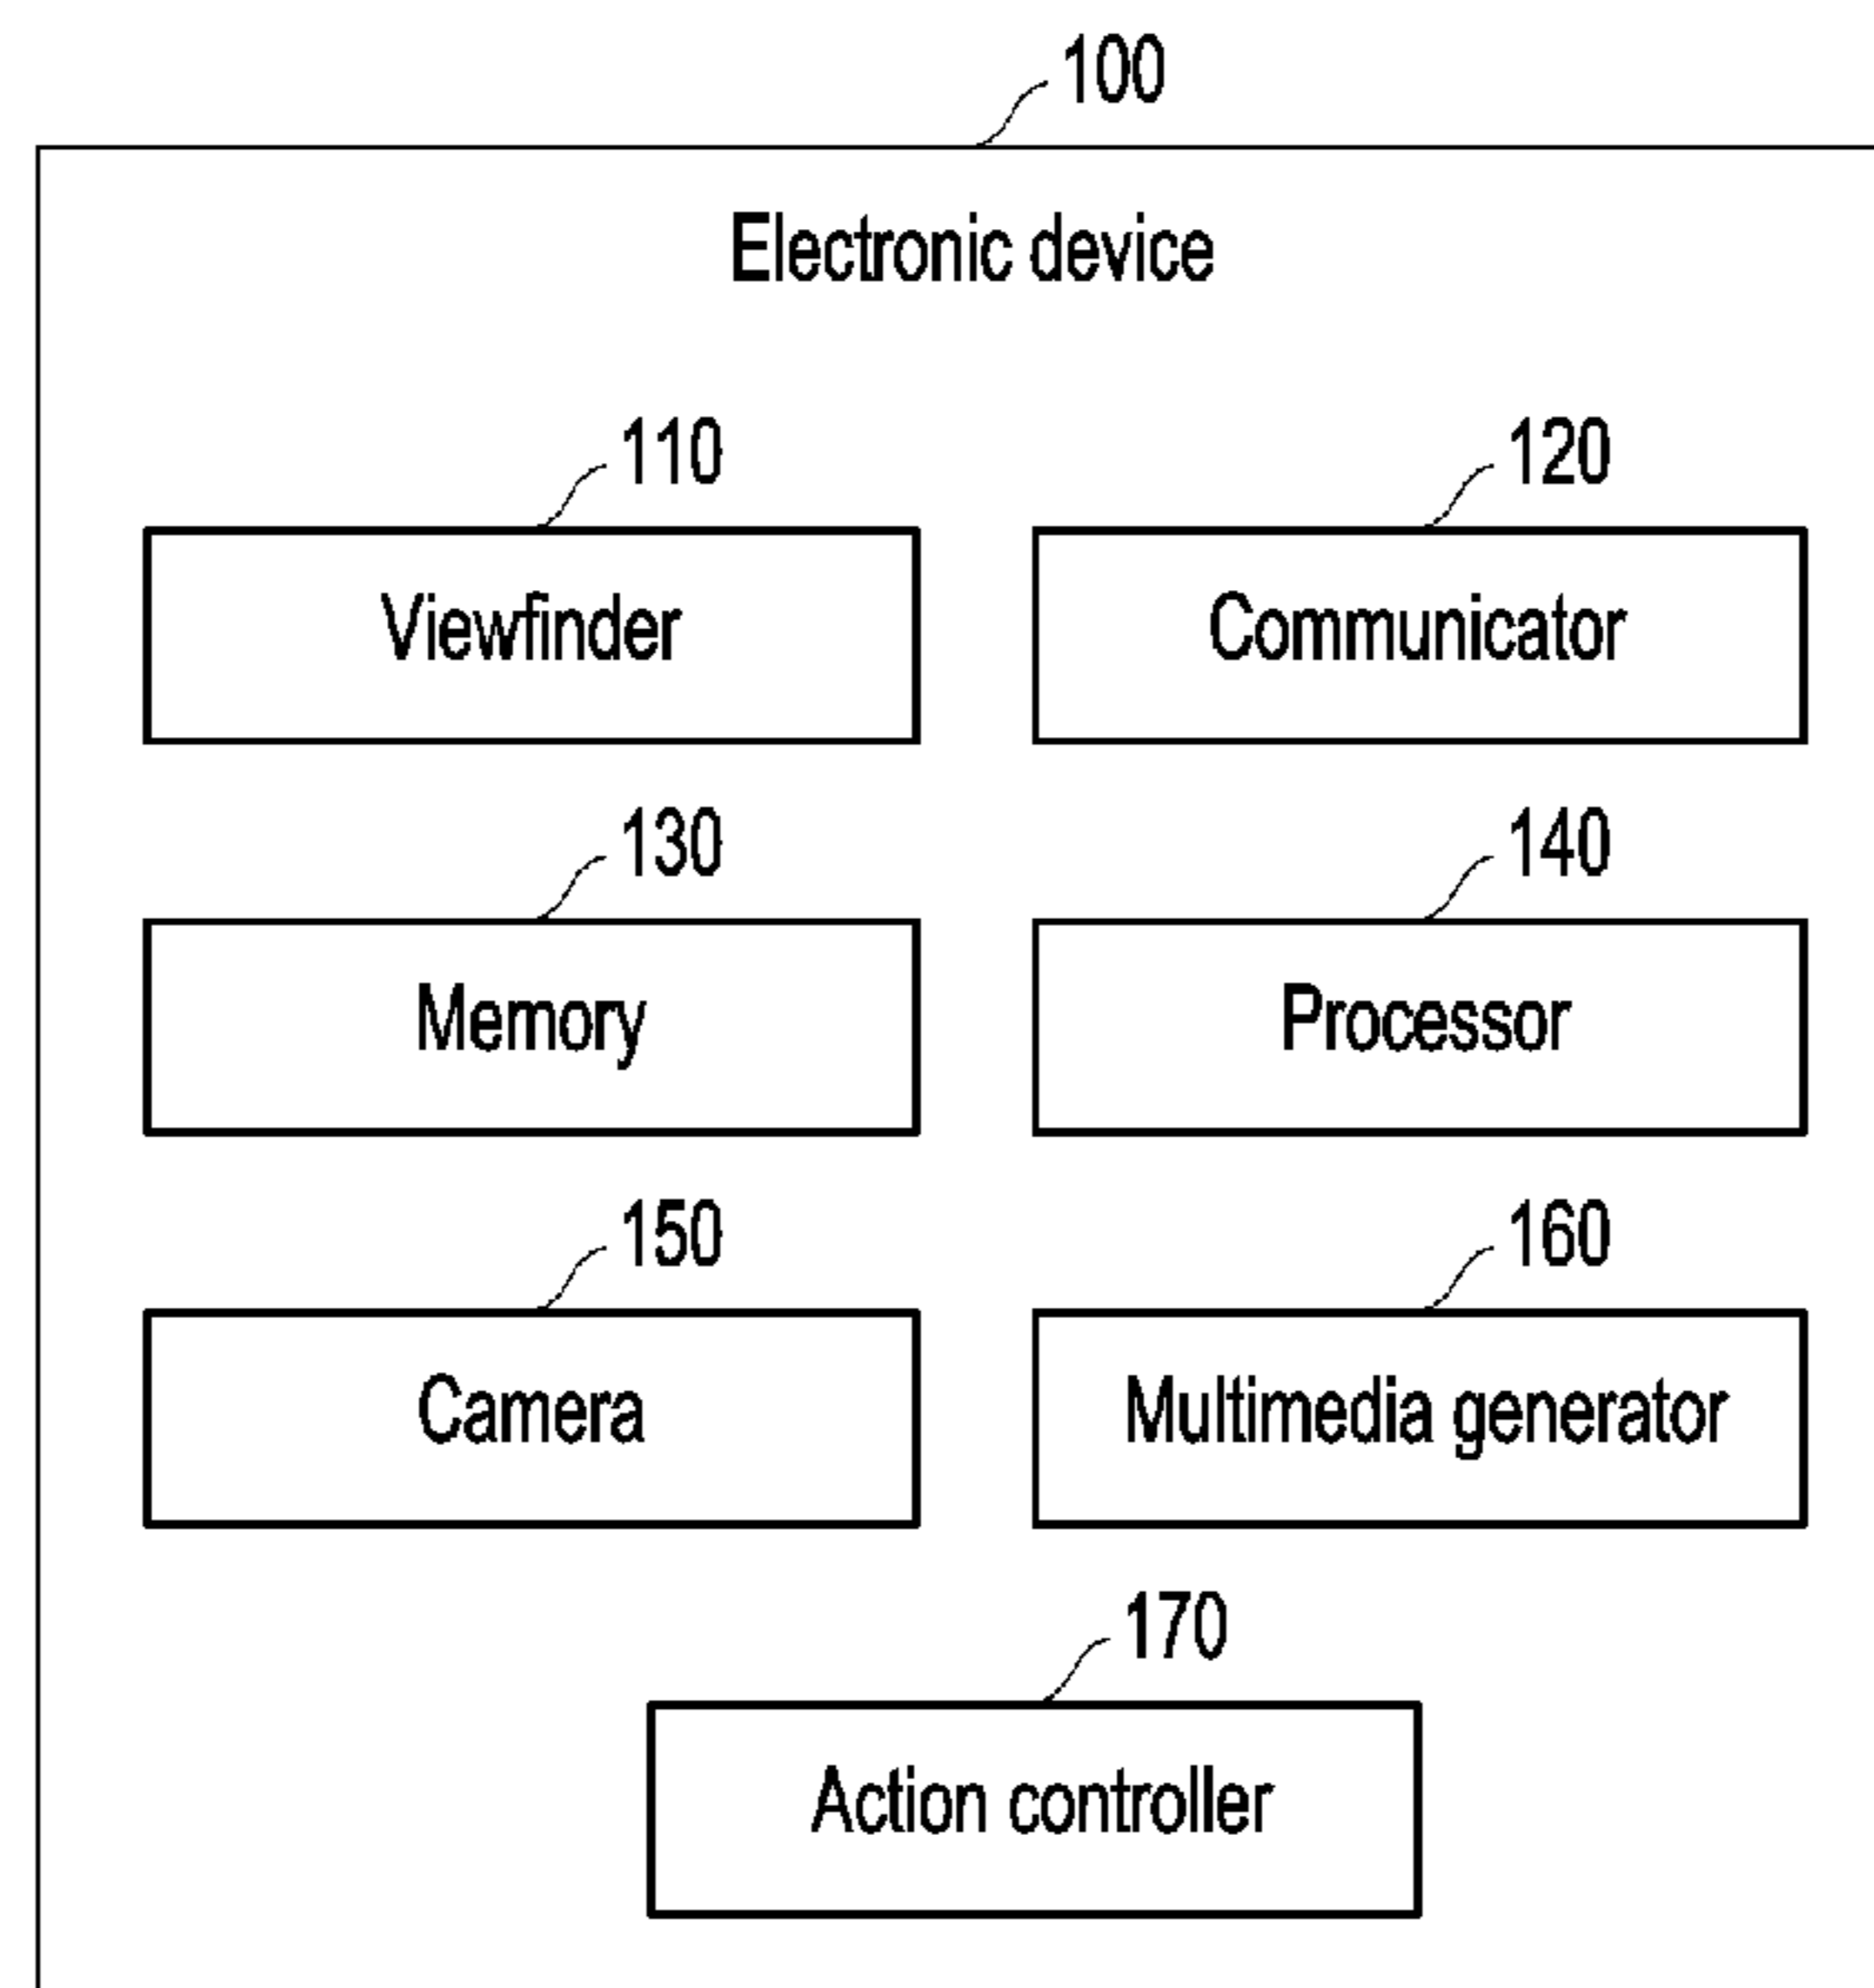 100
Electronic device
110
120
Viewfinder
Communicator
130
140
Memory
Processor
150
160
Camera
Multimedia generator
170
Action controller